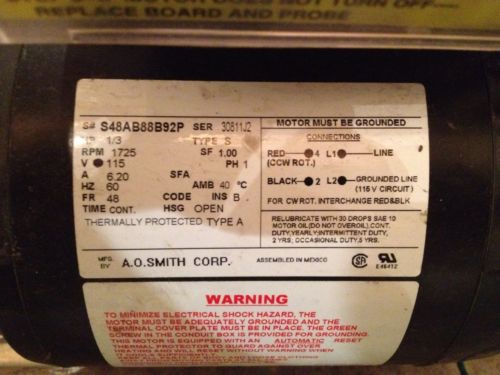 MOTOR DOES NOT TURN OFF—
REPLACE BOARD AND PROBE
S# S48AB88B92P SER 30811J2
HP 1/3 TYPE S
RPM 1725 SF 1.00
V 115 PH 1
A 6.20 SFA
HZ 60 AMB 40 °C
FR 48 CODE INS B
TIME CONT. HSG OPEN
THERMALLY PROTECTED TYPE A
MOTOR MUST BE GROUNDED
CONNECTIONS
RED 4 L1 LINE
(CCW ROT.)
BLACK 2 L2 GROUNDED LINE
(115 V CIRCUIT)
FOR CW ROT. INTERCHANGE RED&BLK
RELUBRICATE WITH 30 DROPS SAE 10
MOTOR OIL (DO NOT OVEROIL) CONT.
DUTY, YEARLY; INTERMITTENT DUTY,
2 YRS; OCCASIONAL DUTY, 5 YRS.
MFG. BY A.O.SMITH CORP. ASSEMBLED IN MEXICO
E46412
WARNING
TO MINIMIZE ELECTRICAL SHOCK HAZARD, THE
MOTOR MUST BE ADEQUATELY GROUNDED AND THE
TERMINAL COVER PLATE MUST BE IN PLACE. THE GREEN
SCREW IN THE CONDUIT BOX IS PROVIDED FOR GROUNDING.
THIS MOTOR IS EQUIPPED WITH AN AUTOMATIC RESET
THERMAL PROTECTOR TO GUARD AGAINST OVER
HEATING AND WILL RESET WITHOUT WARNING WHEN